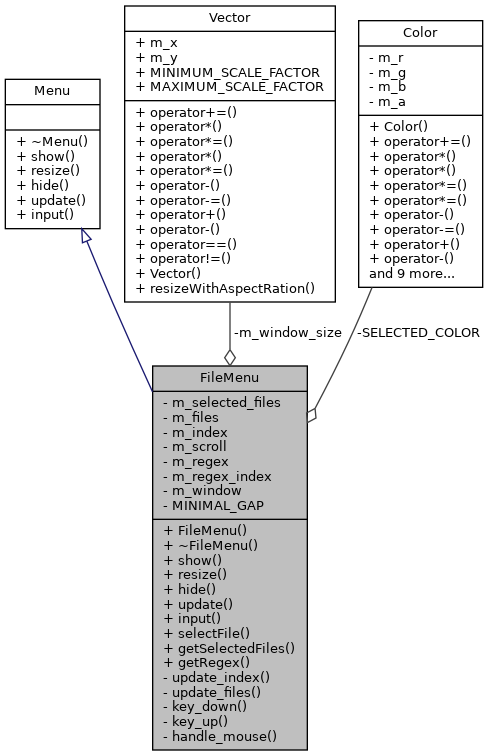 Menu
+ ~Menu()
+ show()
+ resize()
+ hide()
+ update()
+ input()
Vector
+ m_x
+ m_y
+ MINIMUM_SCALE_FACTOR
+ MAXIMUM_SCALE_FACTOR
+ operator+=()
+ operator*()
+ operator*=()
+ operator*()
+ operator*=()
+ operator-()
+ operator-=()
+ operator+()
+ operator-()
+ operator==()
+ operator!=()
+ Vector()
+ resizeWithAspectRation()
Color
- m_r
- m_g
- m_b
- m_a
+ Color()
+ operator+=()
+ operator*()
+ operator*()
+ operator*=()
+ operator*=()
+ operator-()
+ operator-=()
+ operator+()
+ operator-()
and 9 more...
-m_window_size
-SELECTED_COLOR
FileMenu
- m_selected_files
- m_files
- m_index
- m_scroll
- m_regex
- m_regex_index
- m_window
- MINIMAL_GAP
+ FileMenu()
+ ~FileMenu()
+ show()
+ resize()
+ hide()
+ update()
+ input()
+ selectFile()
+ getSelectedFiles()
+ getRegex()
- update_index()
- update_files()
- key_down()
- key_up()
- handle_mouse()